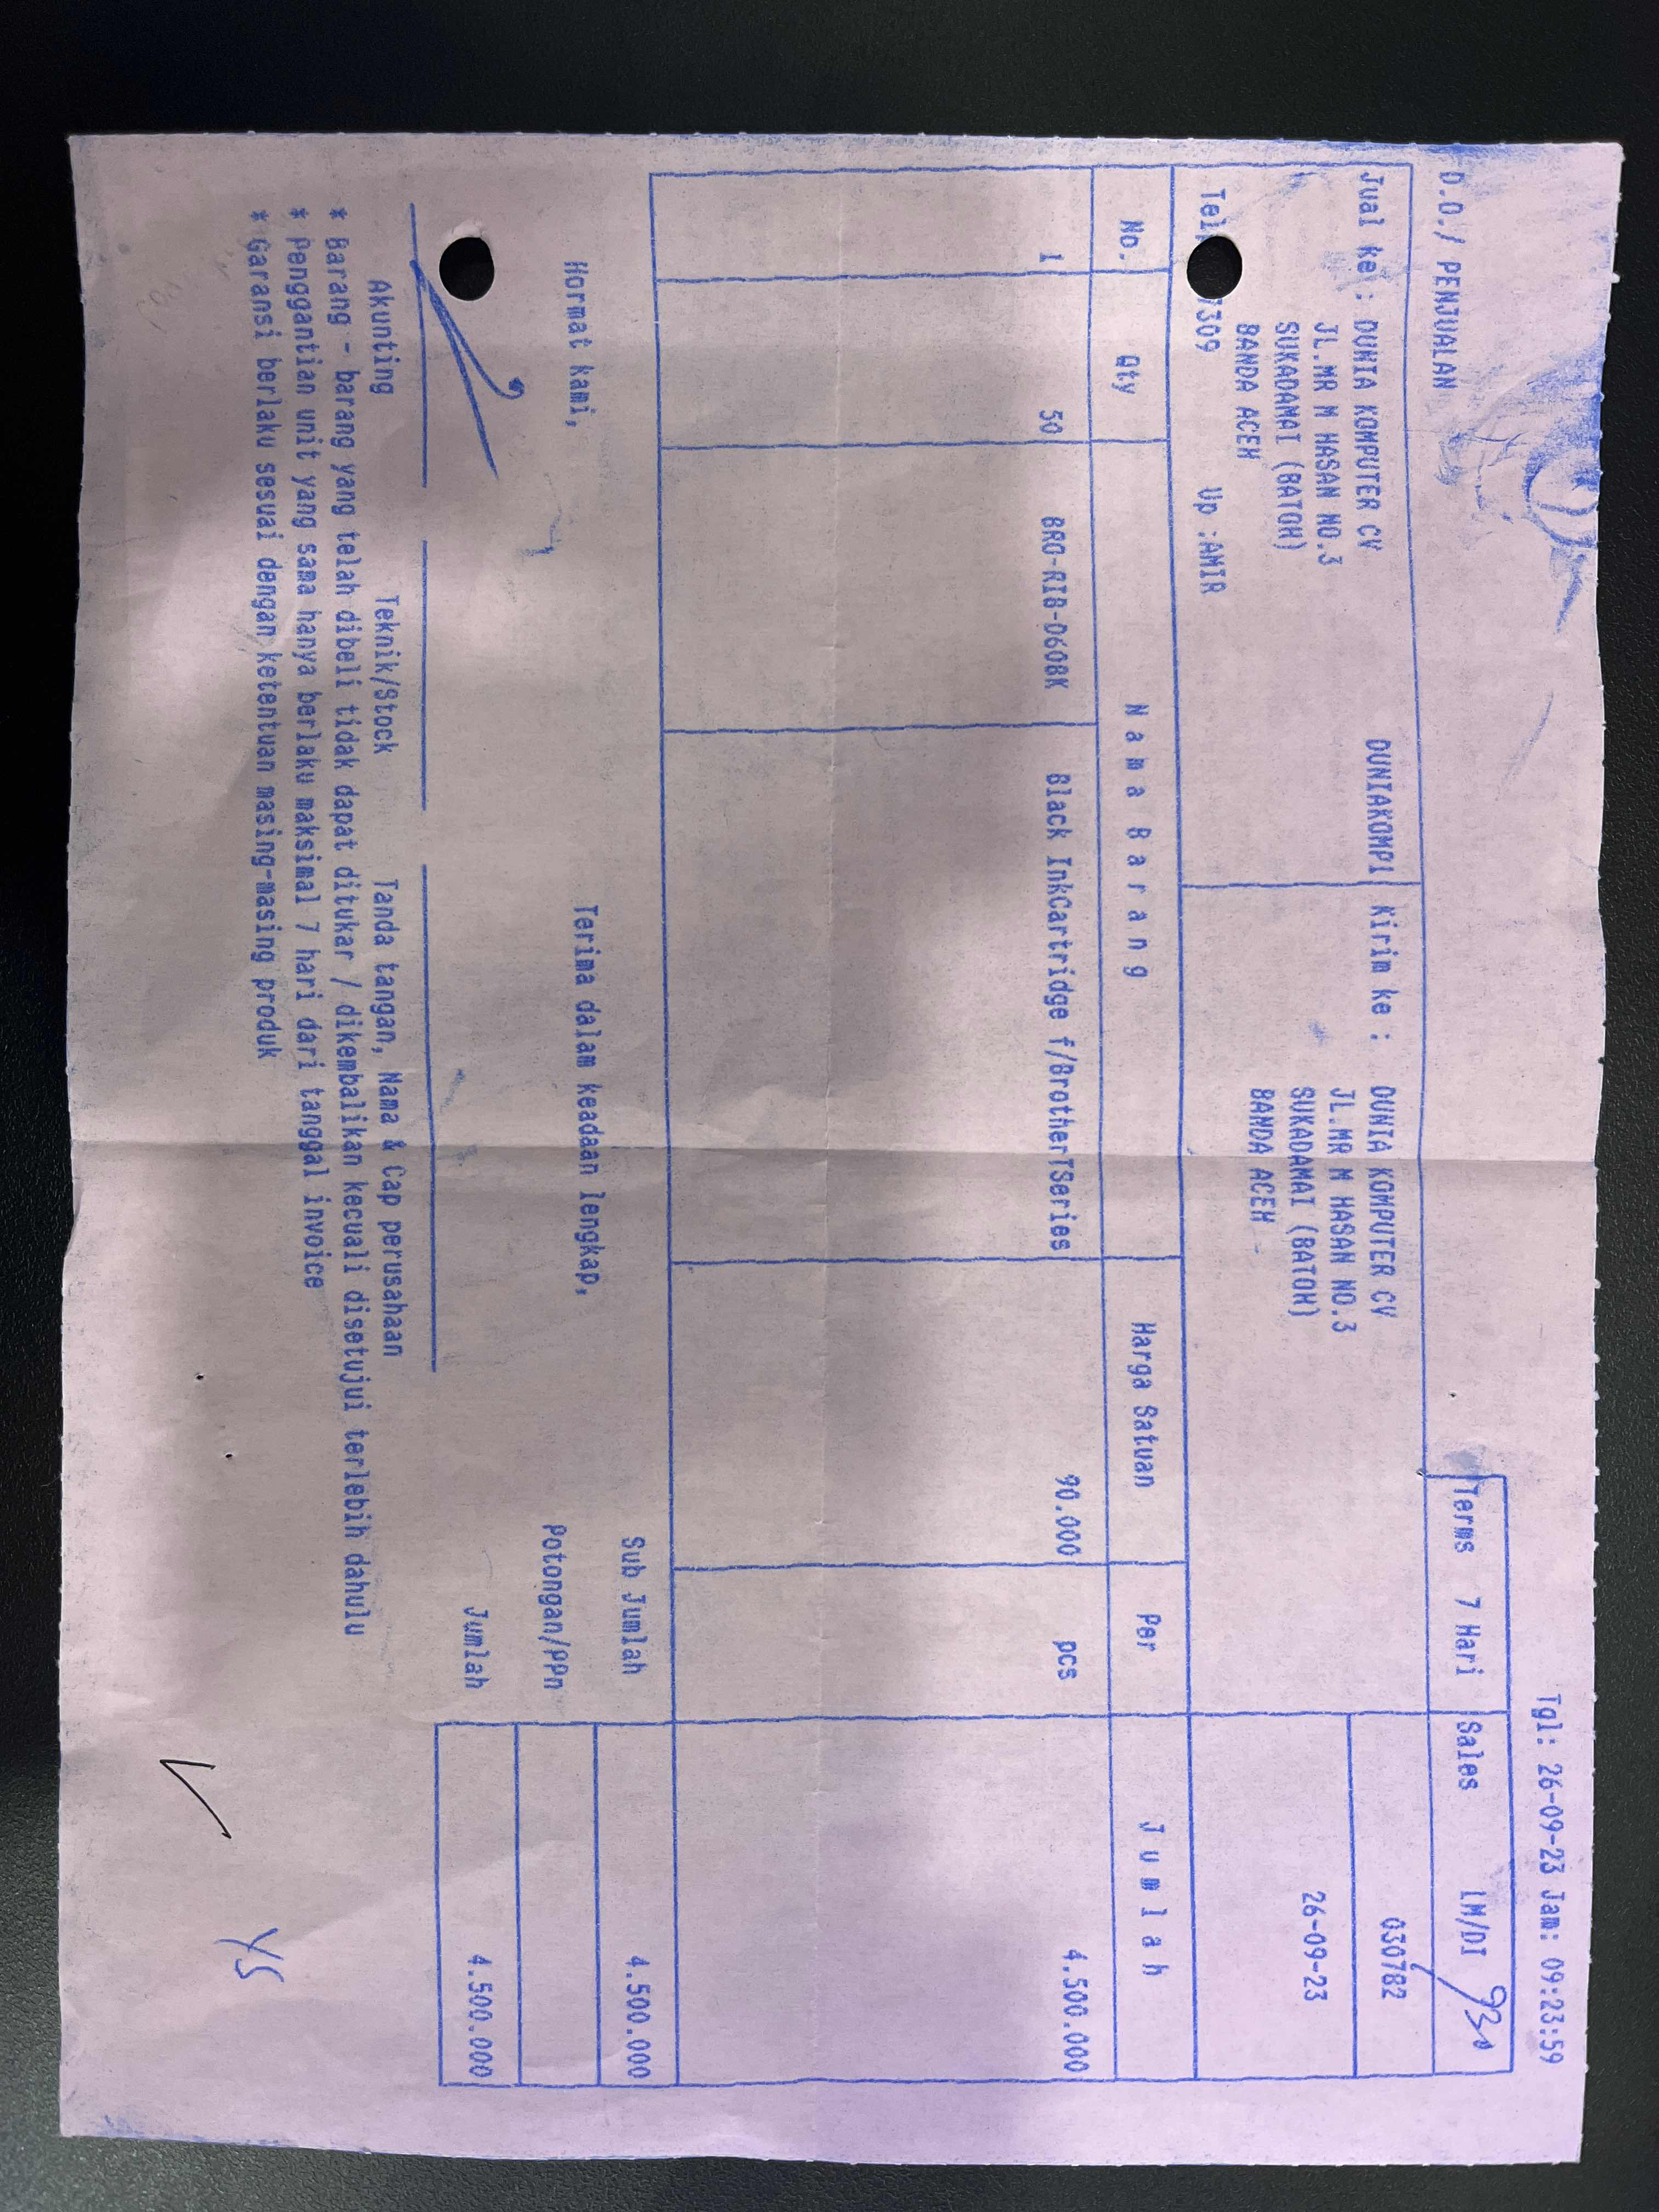 Tgl: 26-09-23 Jam: 09:23:59
D.O./ PENJUALAN
Terms 7 Hari Sales LM/DI 930
Jual ke : DUNIA KOMPUTER CV DUNIAKOMP1 Kirim ke : DUNIA KOMPUTER CV 030782
JL.MR M HASAN NO.3 JL.MR M HASAN NO.3
SUKADAMAI (BATOH) SUKADAMAI (BATOH) 26-09-23
BANDA ACEH BANDA ACEH -
Tel 7309 Up :AMIR
No. Qty N a m a B a r a n g Harga Satuan Per J u m l a h
1 50 BRO-RIB-D60BK Black InkCartridge f/BrotherTSeries 90.000 pcs 4.500.000
Sub Jumlah 4.500.000
Hormat kami, Terima dalam keadaan lengkap,
Potongan/PPn
Jumlah 4.500.000
Akunting Teknik/Stock Tanda tangan, Nama & Cap perusahaan
* Barang - barang yang telah dibeli tidak dapat ditukar / dikembalikan kecuali disetujui terlebih dahulu
* Penggantian unit yang sama hanya berlaku maksimal 7 hari dari tanggal invoice
* Garansi berlaku sesuai dengan ketentuan masing-masing produk